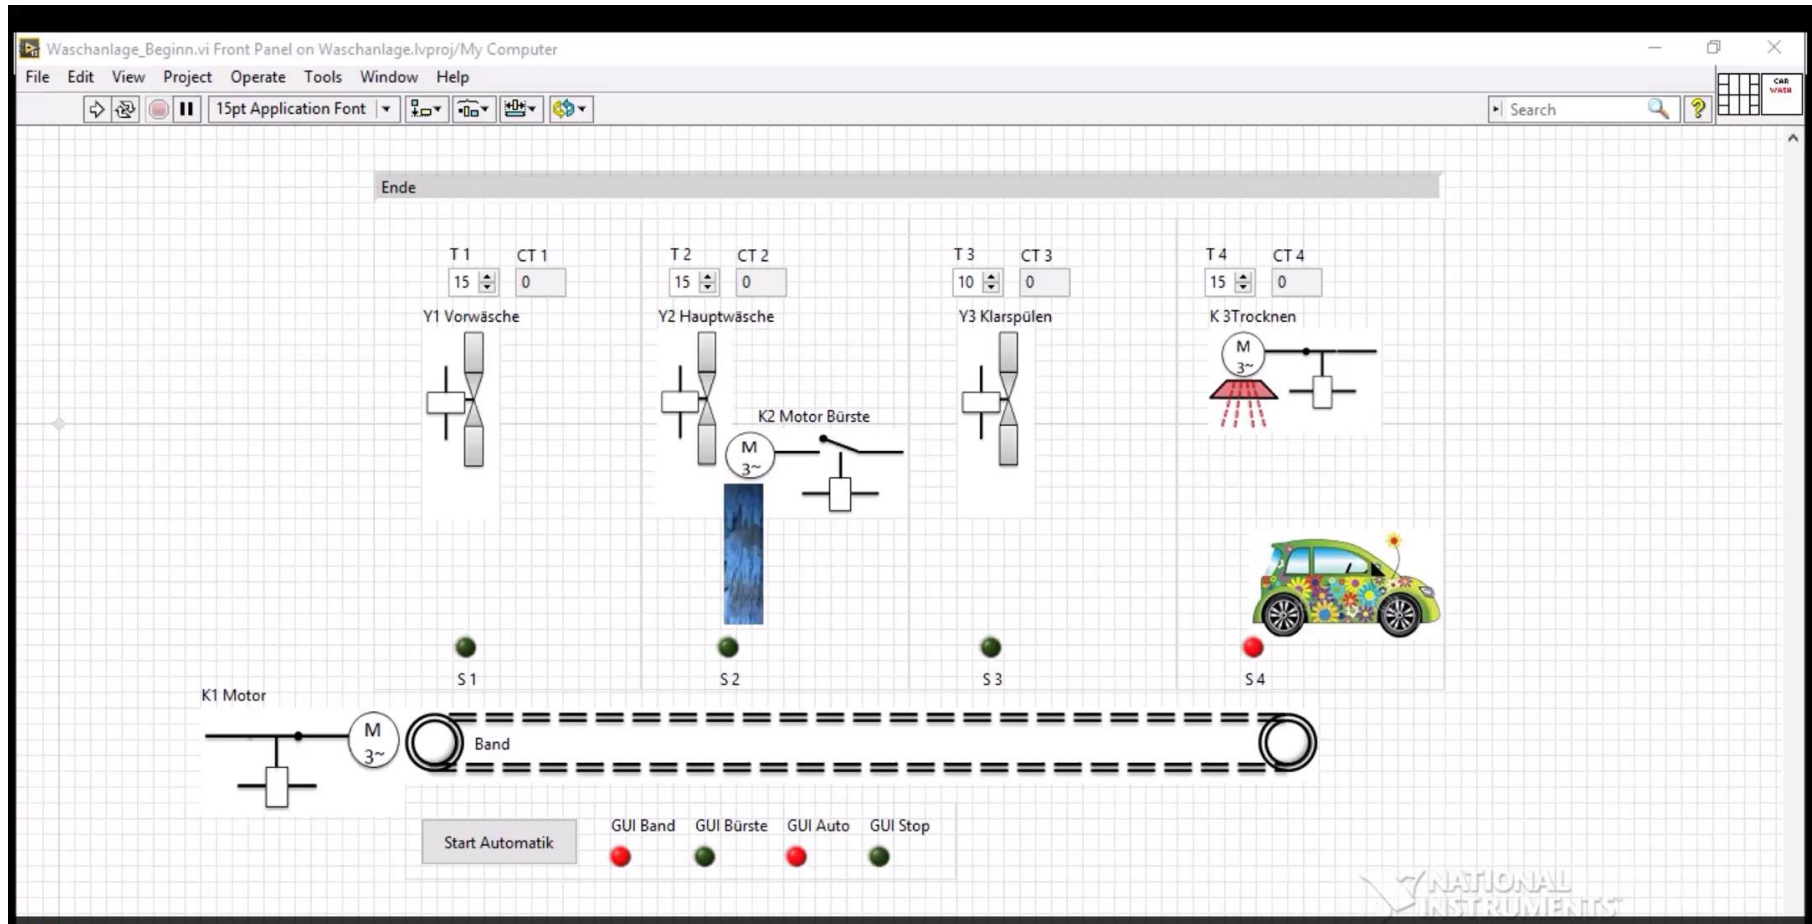 Waschanlage_Beginn.vi Front Panel on Waschanlage.lvproj/My Computer
File Edit View Project Operate Tools Window Help
15pt Application Font
Search
CAR
WASH
Ende
T 1 CT 1 T 2 CT 2 T 3 CT 3 T 4 CT 4
15 0 15 0 10 0 15 0
Y1 Vorwäsche Y2 Hauptwäsche Y3 Klarspülen K 3Trocknen
M
3~
K2 Motor Bürste
M
3~
S 1 S 2 S 3 S 4
K1 Motor
M
3~
Band
GUI Band GUI Bürste GUI Auto GUI Stop
Start Automatik
NATIONAL
INSTRUMENTS